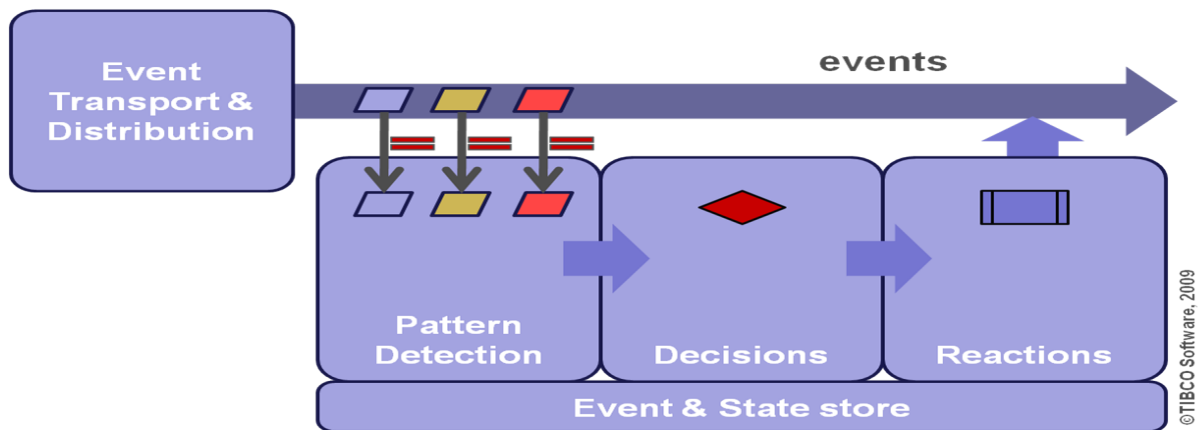 Event
Transport &
Distribution
events
Pattern
Detection
Decisions
Reactions
Event & State store
©TIBCO Software, 2009